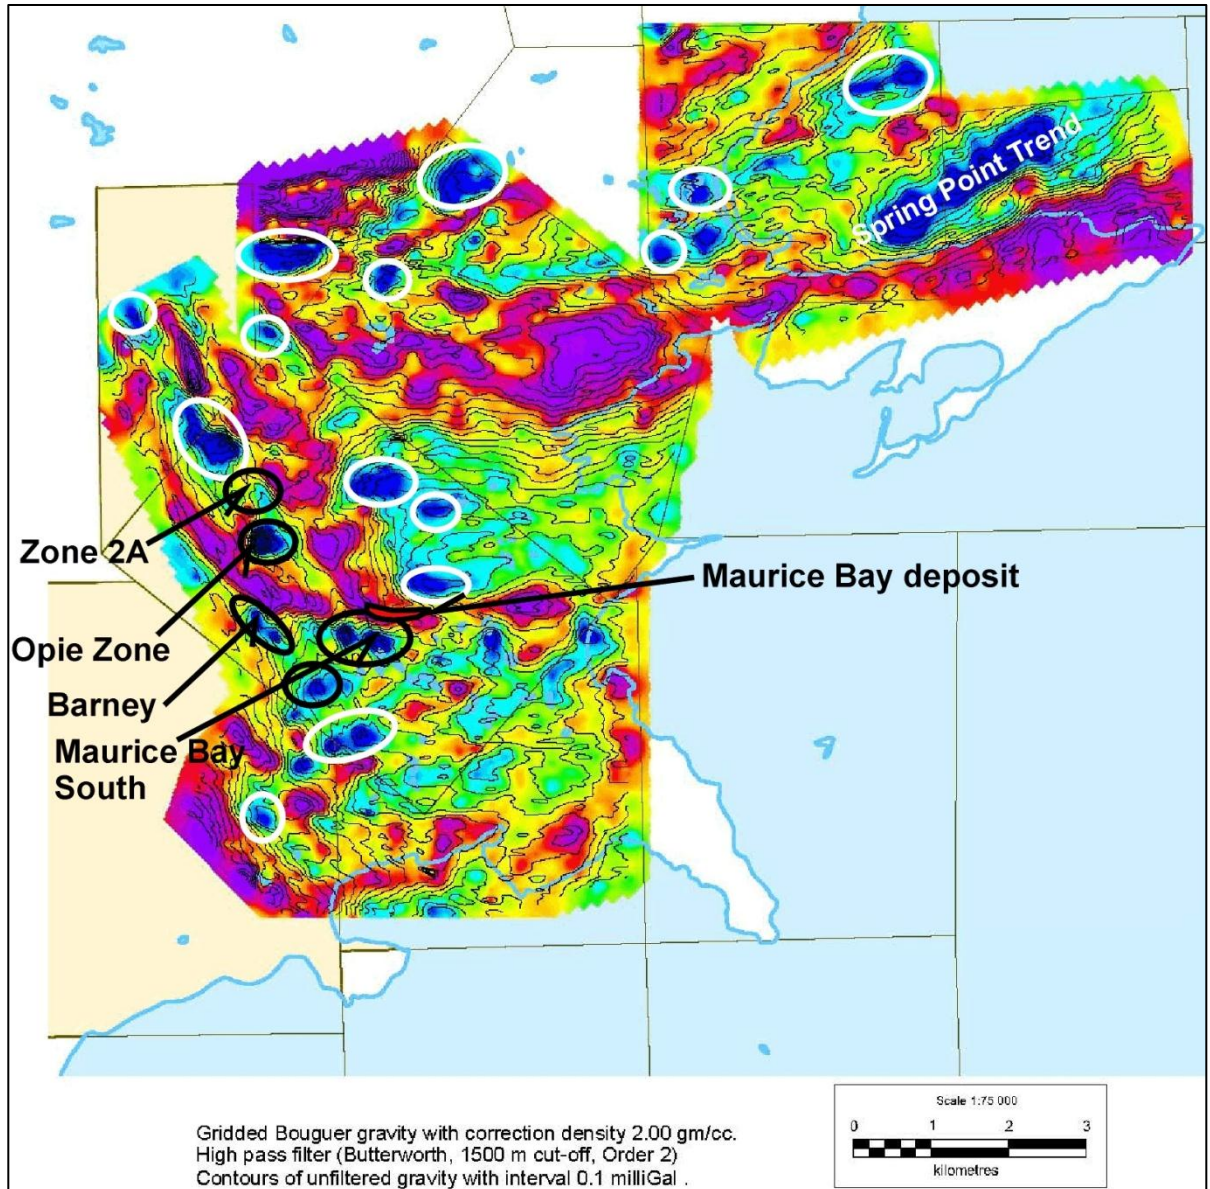 Spring Point Trend
Zone 2A
Maurice Bay deposit
Opie Zone
Barney
Maurice Bay
South
Scale 1:75 000
0 1 2 3
kilometres
Gridded Bouguer gravity with correction density 2.00 gm/cc.
High pass filter (Butterworth, 1500 m cut-off, Order 2)
Contours of unfiltered gravity with interval 0.1 milliGal .